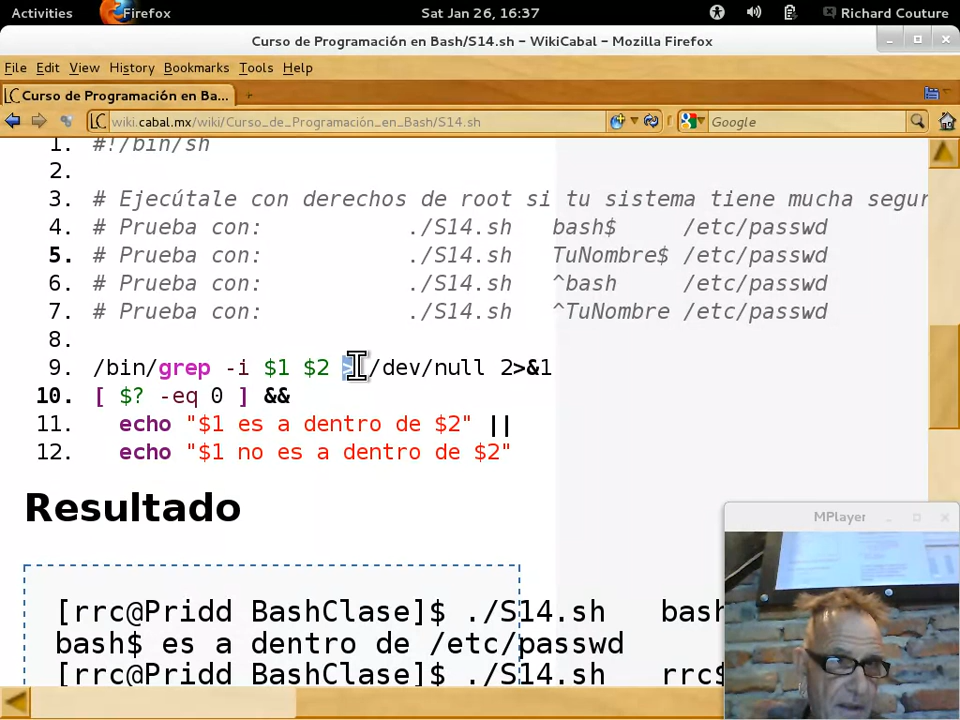 Activities Firefox Sat Jan 26, 16:37 Richard Couture
Curso de Programación en Bash/S14.sh – WikiCabal – Mozilla Firefox
File Edit View History Bookmarks Tools Help
Curso de Programación en Ba...
wiki.cabal.mx/wiki/Curso_de_Programación_en_Bash/S14.sh Google
1. #!/bin/sh
2.
3. # Ejecútale con derechos de root si tu sistema tiene mucha segur
4. # Prueba con: ./S14.sh bash$ /etc/passwd
5. # Prueba con: ./S14.sh TuNombre$ /etc/passwd
6. # Prueba con: ./S14.sh ^bash /etc/passwd
7. # Prueba con: ./S14.sh ^TuNombre /etc/passwd
8.
9. /bin/grep -i $1 $2 > /dev/null 2>&1
10. [ $? -eq 0 ] &&
11. echo "$1 es a dentro de $2" ||
12. echo "$1 no es a dentro de $2"
Resultado
MPlayer
[rrc@Pridd BashClase]$ ./S14.sh bash
bash$ es a dentro de /etc/passwd
[rrc@Pridd BashClase]$ ./S14.sh rrc$